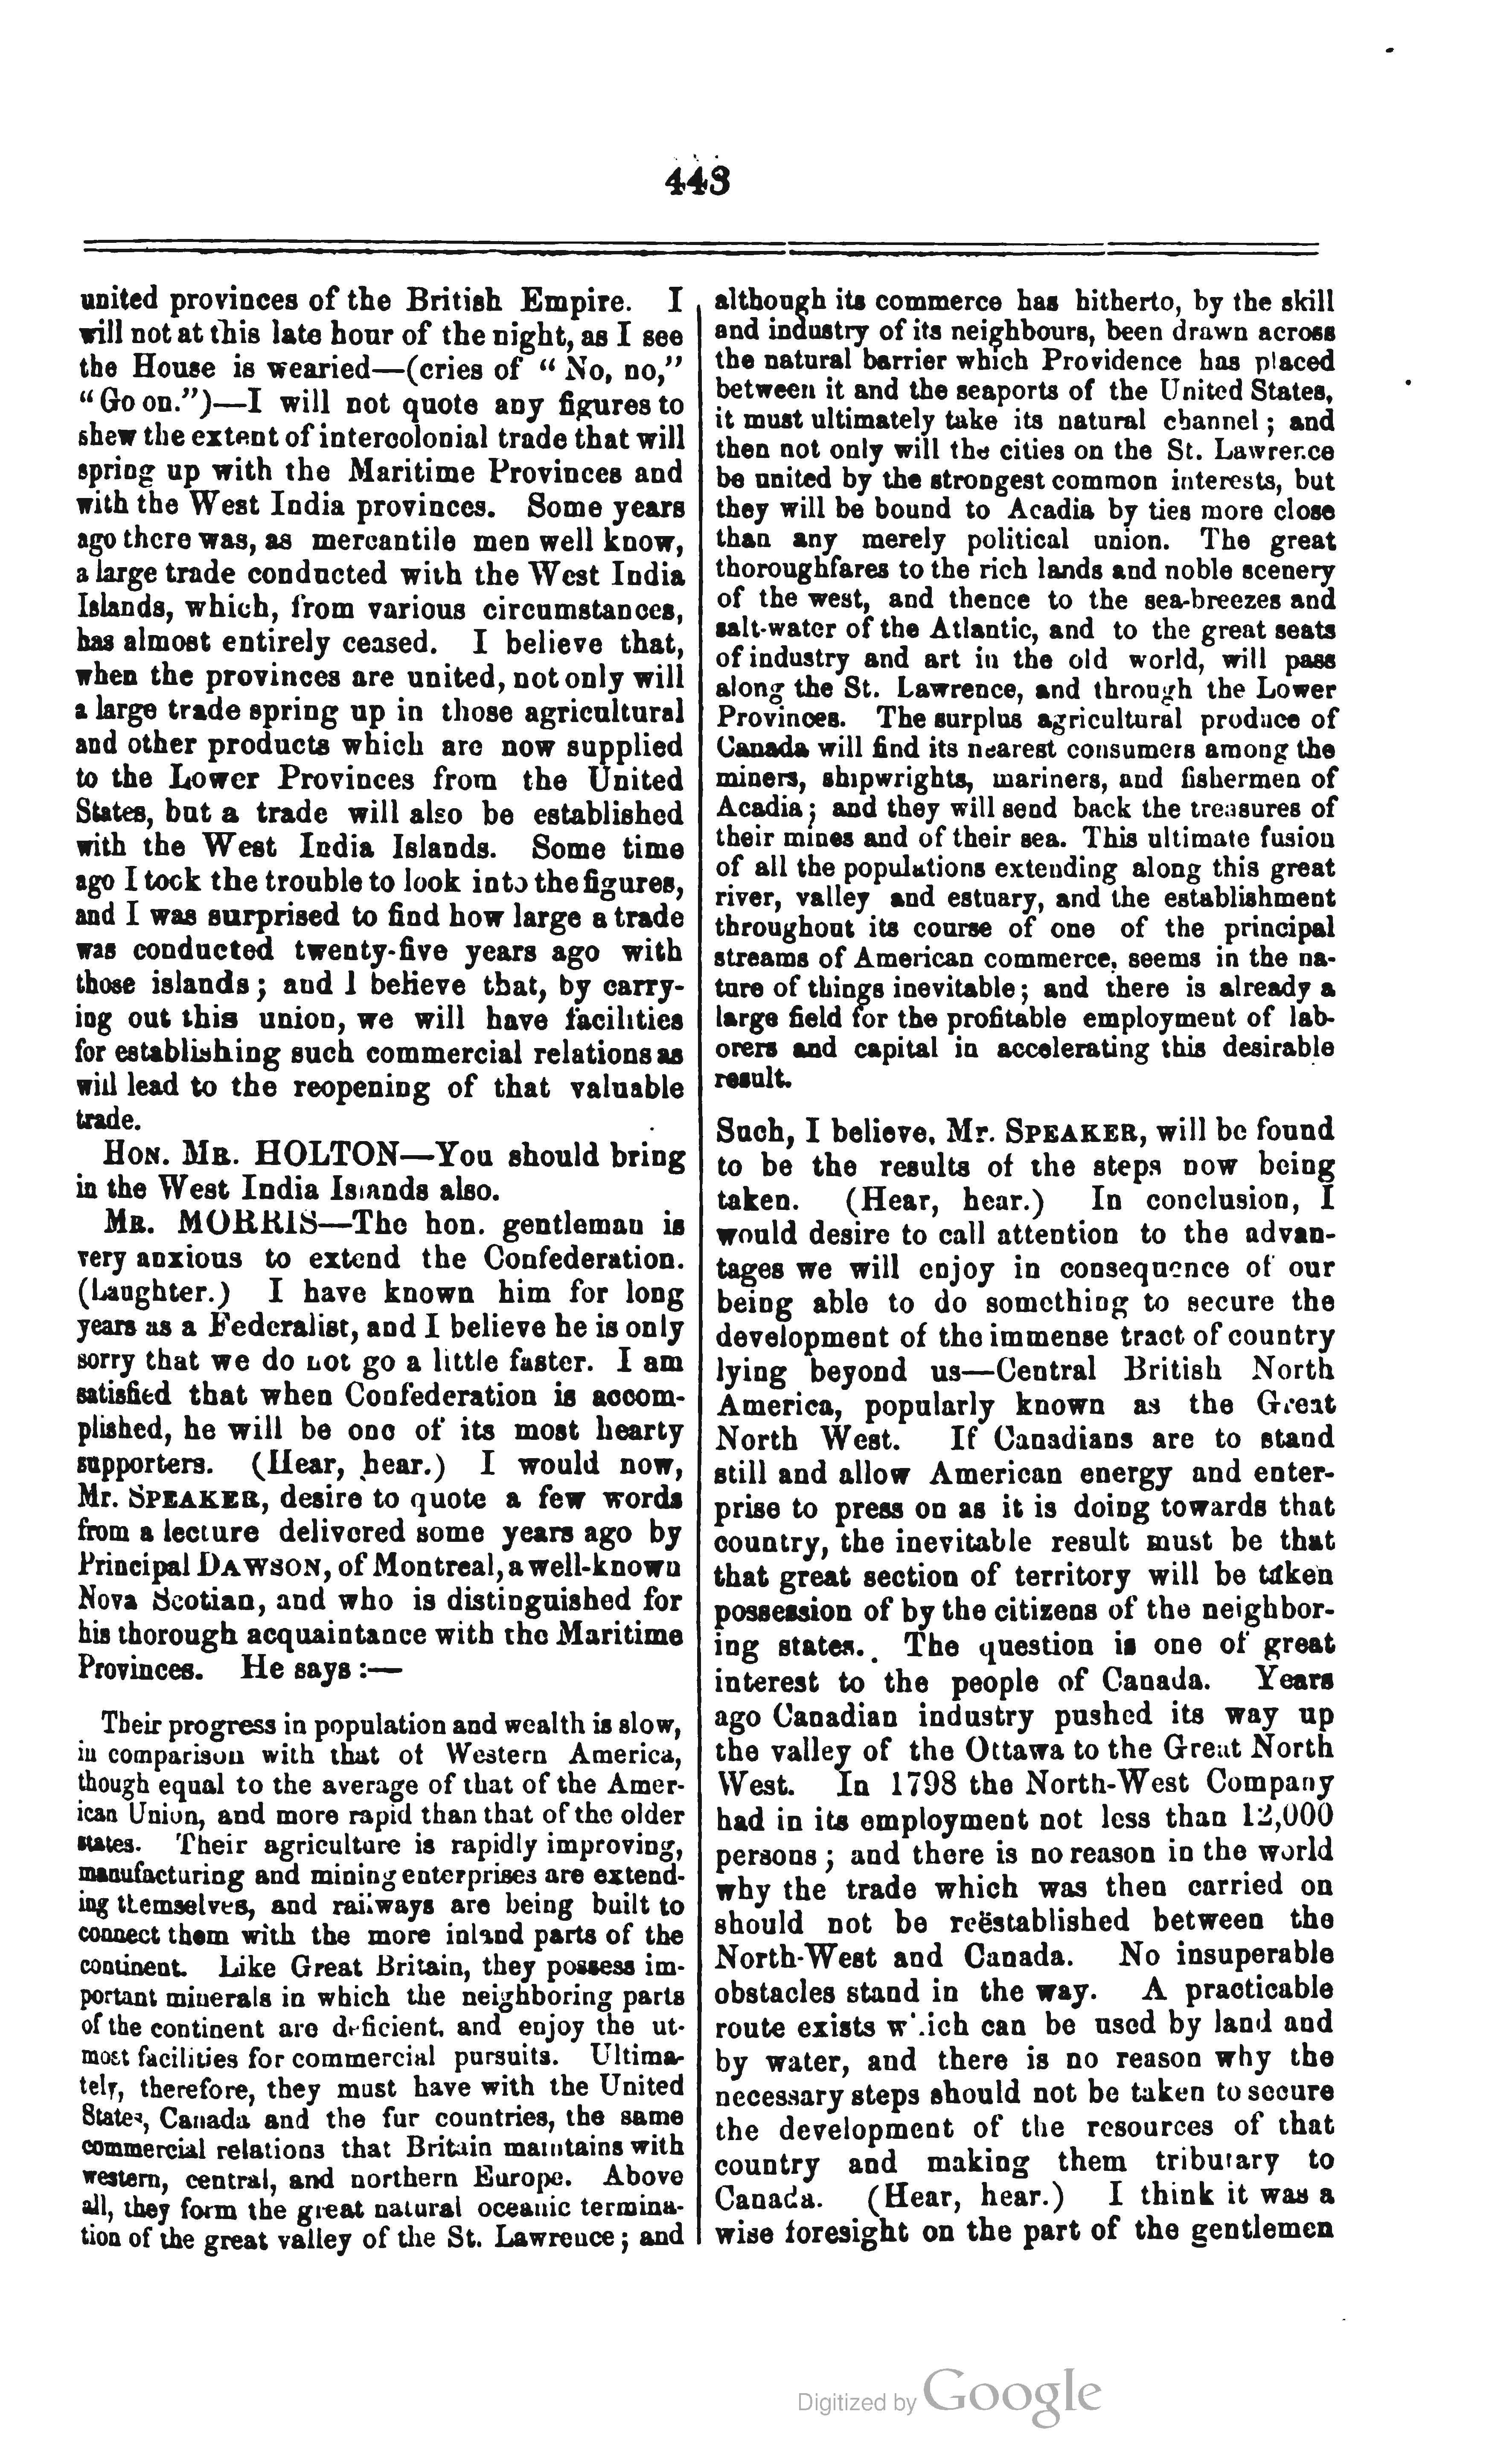 443
united provinces of the British Empire. I
will not at this late hour of the night, as I see
the House is wearied—(cries of " No, no,"
" Go on.")—I will not quote any figures to
shew the extent of intercolonial trade that will
spring up with the Maritime Provinces and
with the West India provinces. Some years
ago there was, as mercantile men well know,
a large trade conducted with the West India
Islands, which, from various circumstances,
has almost entirely ceased. I believe that,
when the provinces are united, not only will
a large trade spring up in those agricultural
and other products which are now supplied
to the Lower Provinces from the United
States, but a trade will also be established
with the West India Islands. Some time
ago I took the trouble to look into the figures,
and I was surprised to find how large a trade
was conducted twenty-five years ago with
those islands ; and I believe that, by carry-
ing out this union, we will have facilities
for establishing such commercial relations as
will lead to the reopening of that valuable
trade.
HON. MR. HOLTON—You should bring
in the West India Islands also.
MR. MORRIS—The hon. gentleman is
very anxious to extend the Confederation.
(Laughter.) I have known him for long
years as a Federalist, and I believe he is only
sorry that we do not go a little faster. I am
satisfied that when Confederation is accom-
plished, he will be one of its most hearty
supporters. (Hear, hear.) I would now,
Mr. SPEAKER, desire to quote a few words
from a lecture delivered some years ago by
Principal DAWSON, of Montreal, a well-known
Nova Scotian, and who is distinguished for
his thorough acquaintance with the Maritime
Provinces. He says :—
Their progress in population and wealth is slow,
in comparison with that of Western America,
though equal to the average of that of the Amer-
ican Union, and more rapid than that of the older
states. Their agriculture is rapidly improving,
manufacturing and mining enterprises are extend-
ing themselves, and railways are being built to
connect them with the more inland parts of the
continent. Like Great Britain, they possess im-
portant minerals in which the neighboring parts
of the continent are deficient, and enjoy the ut-
most facilities for commercial pursuits. Ultima-
tely, therefore, they must have with the United
States, Canada and the fur countries, the same
commercial relations that Britain maintains with
western, central, and northern Europe. Above
all, they form the great natural oceanic termina-
tion of the great valley of the St. Lawrence ; and
although its commerce has hitherto, by the skill
and industry of its neighbours, been drawn across
the natural barrier which Providence has placed
between it and the seaports of the United States,
it must ultimately take its natural channel ; and
then not only will the cities on the St. Lawrence
be united by the strongest common interests, but
they will be bound to Acadia by ties more close
than any merely political union. The great
thoroughfares to the rich lands and noble scenery
of the west, and thence to the sea-breezes and
salt-water of the Atlantic, and to the great seats
of industry and art in the old world, will pass
along the St. Lawrence, and through the Lower
Provinces. The surplus agricultural produce of
Canada will find its nearest consumers among the
miners, shipwrights, mariners, and fishermen of
Acadia ; and they will send back the treasures of
their mines and of their sea. This ultimate fusion
of all the populations extending along this great
river, valley and estuary, and the establishment
throughout its course of one of the principal
streams of American commerce, seems in the na-
ture of things inevitable ; and there is already a
large field for the profitable employment of lab-
orers and capital in accelerating this desirable
result.
Such, I believe, Mr. SPEAKER, will be found
to be the results of the steps now being
taken. (Hear, hear.) In conclusion, I
would desire to call attention to the advan-
tages we will enjoy in consequence of our
being able to do something to secure the
development of the immense tract of country
lying beyond us—Central British North
America, popularly known as the Great
North West. If Canadians are to stand
still and allow American energy and enter-
prise to press on as it is doing towards that
country, the inevitable result must be that
that great section of territory will be taken
possession of by the citizens of the neighbor-
ing states. The question is one of great
interest to the people of Canada. Years
ago Canadian industry pushed its way up
the valley of the Ottawa to the Great North
West. In 1798 the North-West Company
had in its employment not less than 12,000
persons ; and there is no reason in the world
why the trade which was then carried on
should not be reëstablished between the
North-West and Canada. No insuperable
obstacles stand in the way. A practicable
route exists which can be used by land and
by water, and there is no reason why the
necessary steps should not be taken to secure
the development of the resources of that
country and making them tributary to
Canada. (Hear, hear.) I think it was a
wise foresight on the part of the gentlemen
Digitized by Google